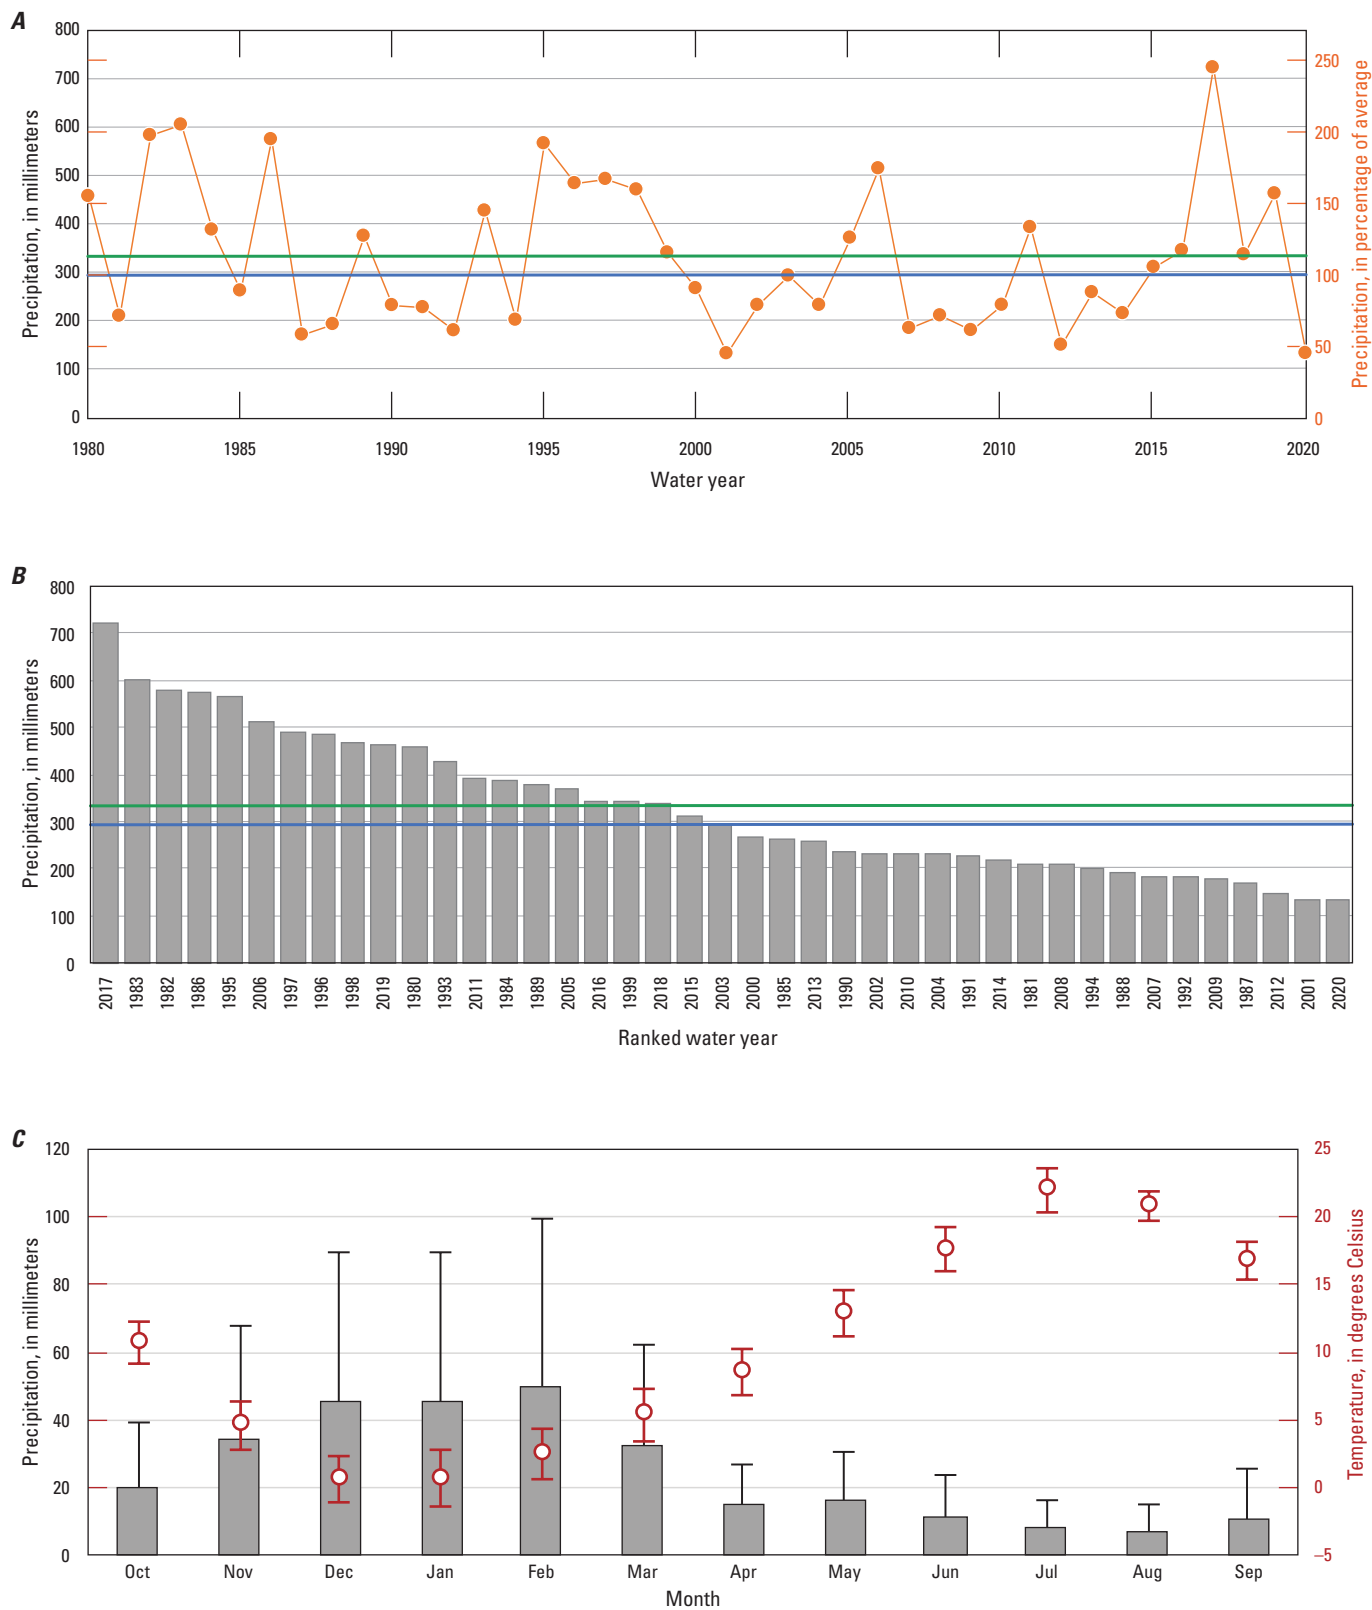 A
800
700
600
500
400
300
200
100
0
Precipitation, in millimeters
250
200
150
100
50
0
Precipitation, in percentage of average
1980 1985 1990 1995 2000 2005 2010 2015 2020
Water year
B
800
700
600
500
400
300
200
100
0
Precipitation, in millimeters
2017 1983 1982 1986 1995 2006 1997 1996 1998 2019 1980 1993 2011 1984 1989 2005 2016 1999 2018 2015 2003 2000 1985 2013 1990 2002 2010 2004 1991 2014 1981 2008 1994 1988 2007 1992 2009 1987 2012 2001 2020
Ranked water year
C
120
100
80
60
40
20
0
Precipitation, in millimeters
25
20
15
10
5
0
–5
Temperature, in degrees Celsius
Oct Nov Dec Jan Feb Mar Apr May Jun Jul Aug Sep
Month